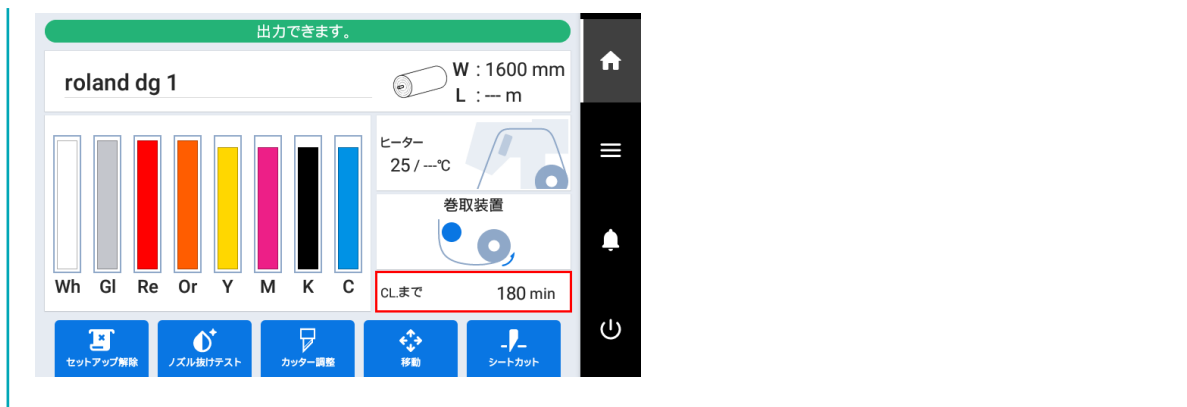 出力できます。
roland dg 1
W : 1600 mm
L : --- m
ヒーター
25 / ---℃
巻取装置
Wh Gl Re Or Y M K C
CL.まで 180 min
セットアップ解除 ノズル抜けテスト カッター調整 移動 シートカット